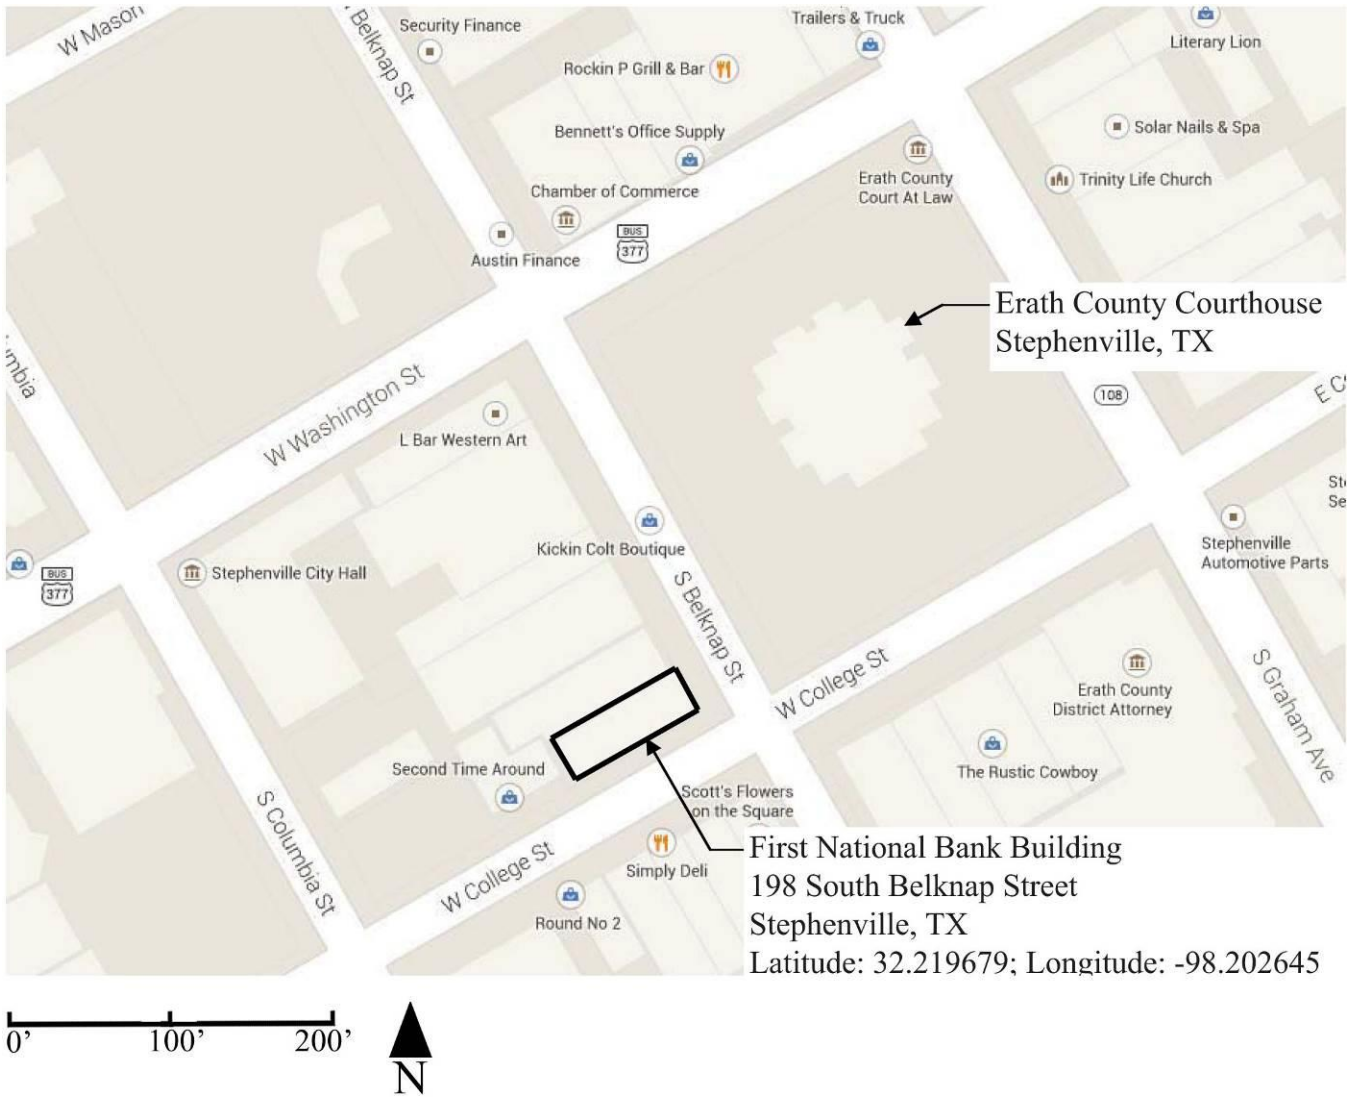 W Mason
Belknap St
Security Finance
Trailers & Truck
Literary Lion
Rockin P Grill & Bar
Bennett's Office Supply
Solar Nails & Spa
Chamber of Commerce
Erath County
Court At Law
Trinity Life Church
BUS
377
Austin Finance
Erath County Courthouse
Stephenville, TX
108
W Washington St
L Bar Western Art
Kickin Colt Boutique
Stephenville
Automotive Parts
Stephenville City Hall
BUS
377
S Belknap St
W College St
S Graham Ave
Erath County
District Attorney
The Rustic Cowboy
Second Time Around
S Columbia St
Scott's Flowers
on the Square
W College St
Simply Deli
Round No 2
First National Bank Building
198 South Belknap Street
Stephenville, TX
Latitude: 32.219679; Longitude: -98.202645
0’ 100’ 200’
N